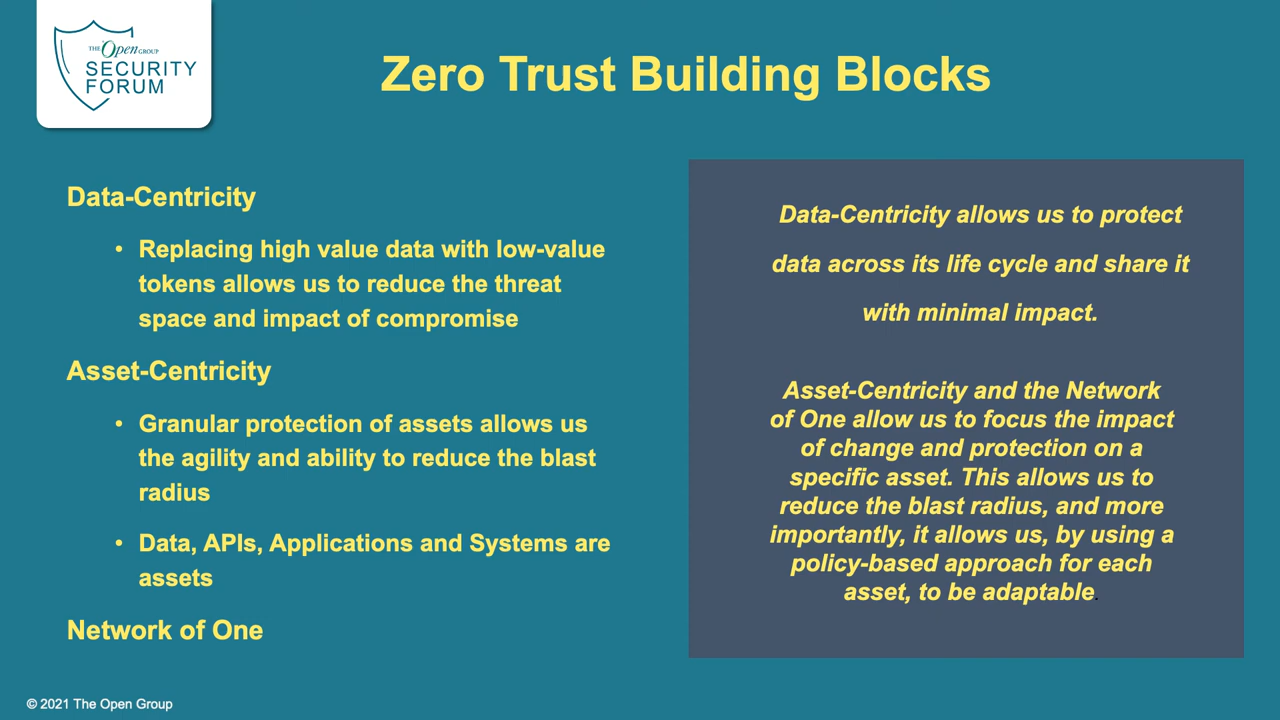 THE Open GROUP
SECURITY
FORUM
Zero Trust Building Blocks
Data-Centricity
• Replacing high value data with low-value
tokens allows us to reduce the threat
space and impact of compromise
Asset-Centricity
• Granular protection of assets allows us
the agility and ability to reduce the blast
radius
• Data, APIs, Applications and Systems are
assets
Network of One
Data-Centricity allows us to protect
data across its life cycle and share it
with minimal impact.
Asset-Centricity and the Network
of One allow us to focus the impact
of change and protection on a
specific asset. This allows us to
reduce the blast radius, and more
importantly, it allows us, by using a
policy-based approach for each
asset, to be adaptable.
© 2021 The Open Group